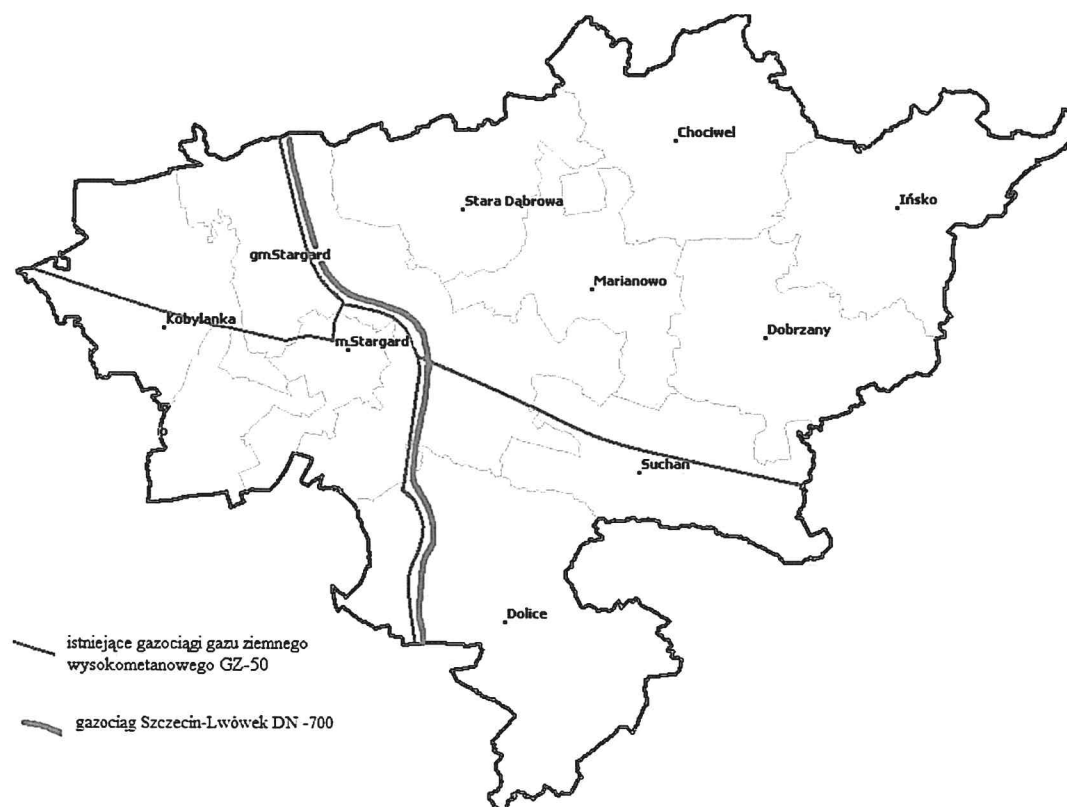 Chociwel
Stara Dąbrowa
Ińsko
gm.Stargard
Marianowo
Kobylanka
Dobrzany
m.Stargard
Suchań
Dolice
istniejące gazociągi gazu ziemnego
wysokometanowego GZ-50
gazociąg Szczecin-Lwówek DN -700